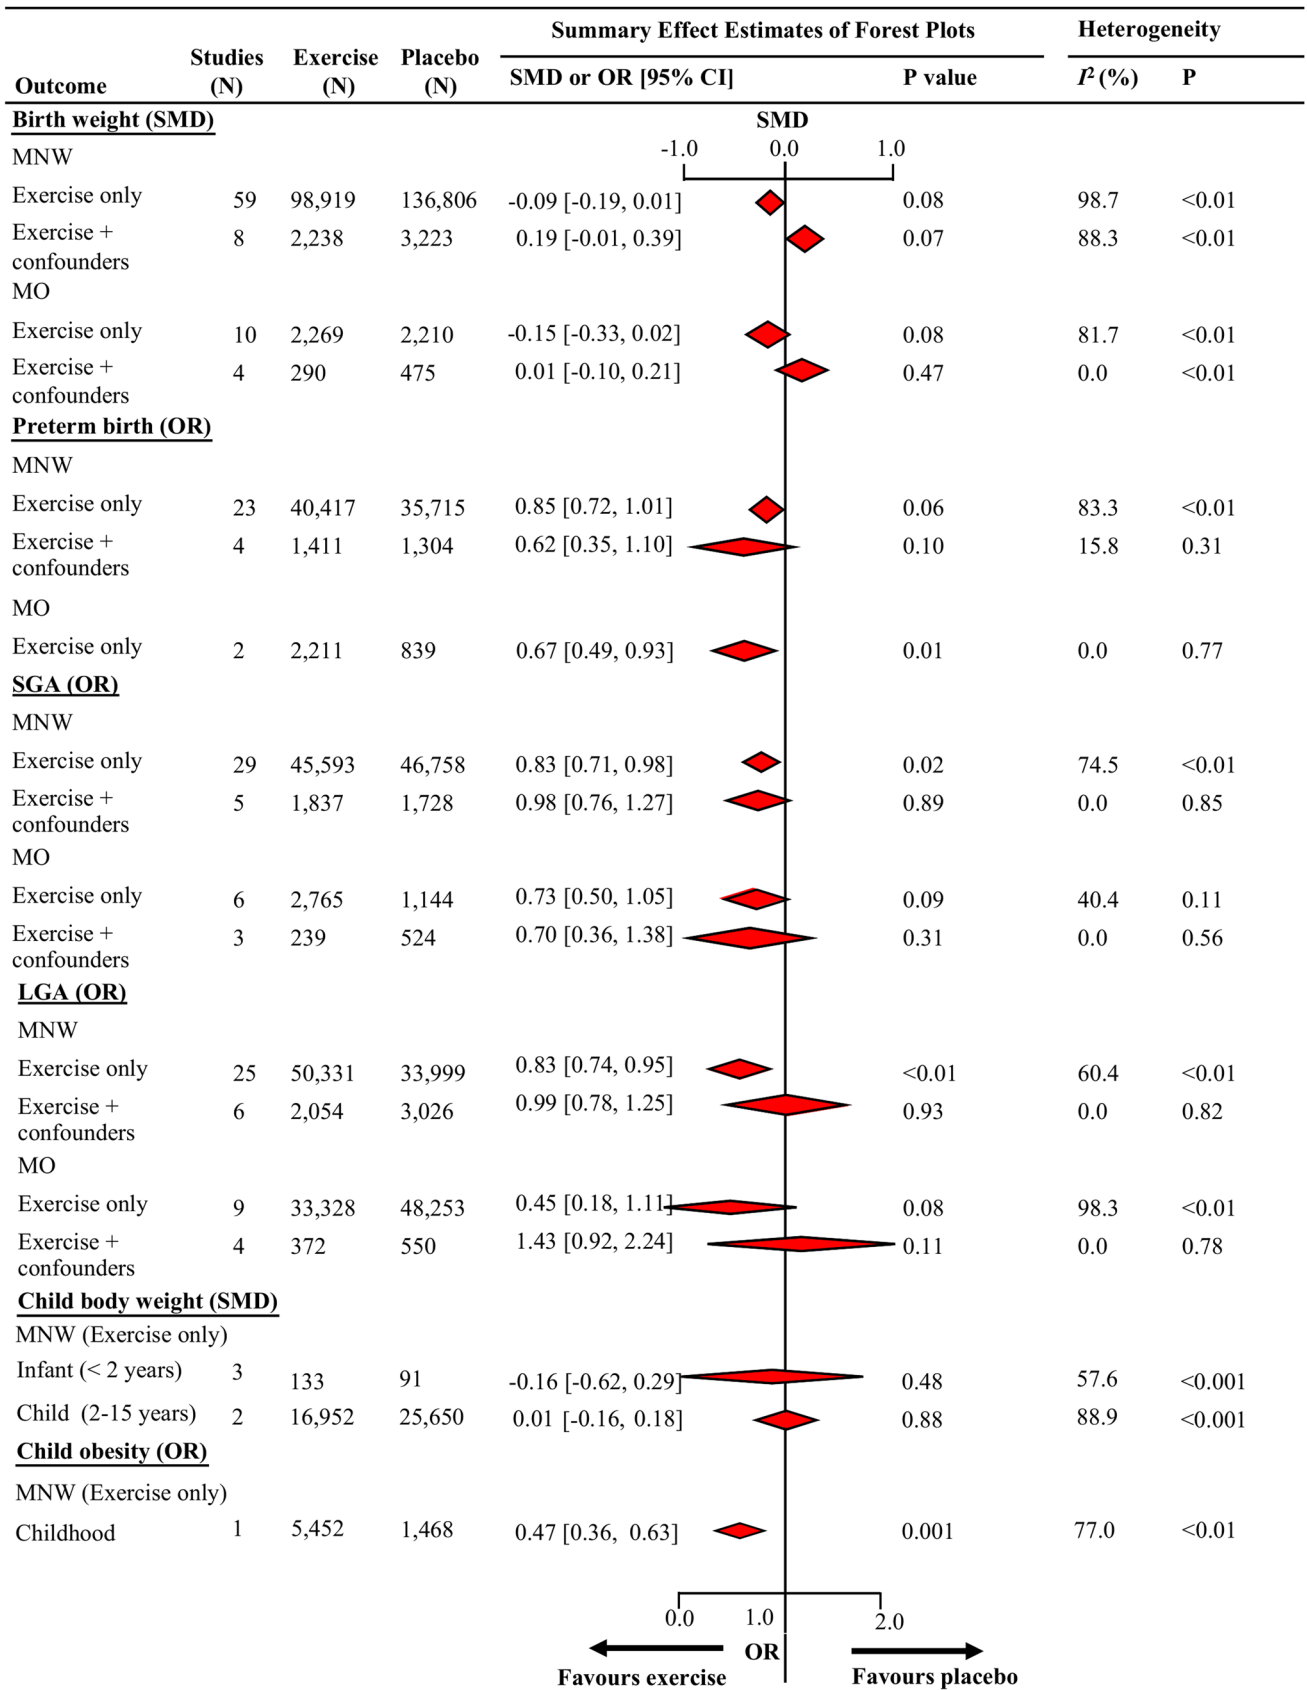 Summary Effect Estimates of Forest Plots Heterogeneity
Studies Exercise Placebo
Outcome (N) (N) (N) SMD or OR [95% CI] P value I² (%) P
Birth weight (SMD) SMD
MNW -1.0 0.0 1.0
Exercise only 59 98,919 136,806 -0.09 [-0.19, 0.01] 0.08 98.7 <0.01
Exercise + 8 2,238 3,223 0.19 [-0.01, 0.39] 0.07 88.3 <0.01
confounders
MO
Exercise only 10 2,269 2,210 -0.15 [-0.33, 0.02] 0.08 81.7 <0.01
Exercise + 4 290 475 0.01 [-0.10, 0.21] 0.47 0.0 <0.01
confounders
Preterm birth (OR)
MNW
Exercise only 23 40,417 35,715 0.85 [0.72, 1.01] 0.06 83.3 <0.01
Exercise + 4 1,411 1,304 0.62 [0.35, 1.10] 0.10 15.8 0.31
confounders
MO
Exercise only 2 2,211 839 0.67 [0.49, 0.93] 0.01 0.0 0.77
SGA (OR)
MNW
Exercise only 29 45,593 46,758 0.83 [0.71, 0.98] 0.02 74.5 <0.01
Exercise + 5 1,837 1,728 0.98 [0.76, 1.27] 0.89 0.0 0.85
confounders
MO
Exercise only 6 2,765 1,144 0.73 [0.50, 1.05] 0.09 40.4 0.11
Exercise + 3 239 524 0.70 [0.36, 1.38] 0.31 0.0 0.56
confounders
LGA (OR)
MNW
Exercise only 25 50,331 33,999 0.83 [0.74, 0.95] <0.01 60.4 <0.01
Exercise + 6 2,054 3,026 0.99 [0.78, 1.25] 0.93 0.0 0.82
confounders
MO
Exercise only 9 33,328 48,253 0.45 [0.18, 1.11] 0.08 98.3 <0.01
Exercise + 4 372 550 1.43 [0.92, 2.24] 0.11 0.0 0.78
confounders
Child body weight (SMD)
MNW (Exercise only)
Infant (< 2 years) 3 133 91 -0.16 [-0.62, 0.29] 0.48 57.6 <0.001
Child (2-15 years) 2 16,952 25,650 0.01 [-0.16, 0.18] 0.88 88.9 <0.001
Child obesity (OR)
MNW (Exercise only)
Childhood 1 5,452 1,468 0.47 [0.36, 0.63] 0.001 77.0 <0.01
0.0 1.0 2.0
OR
Favours exercise Favours placebo